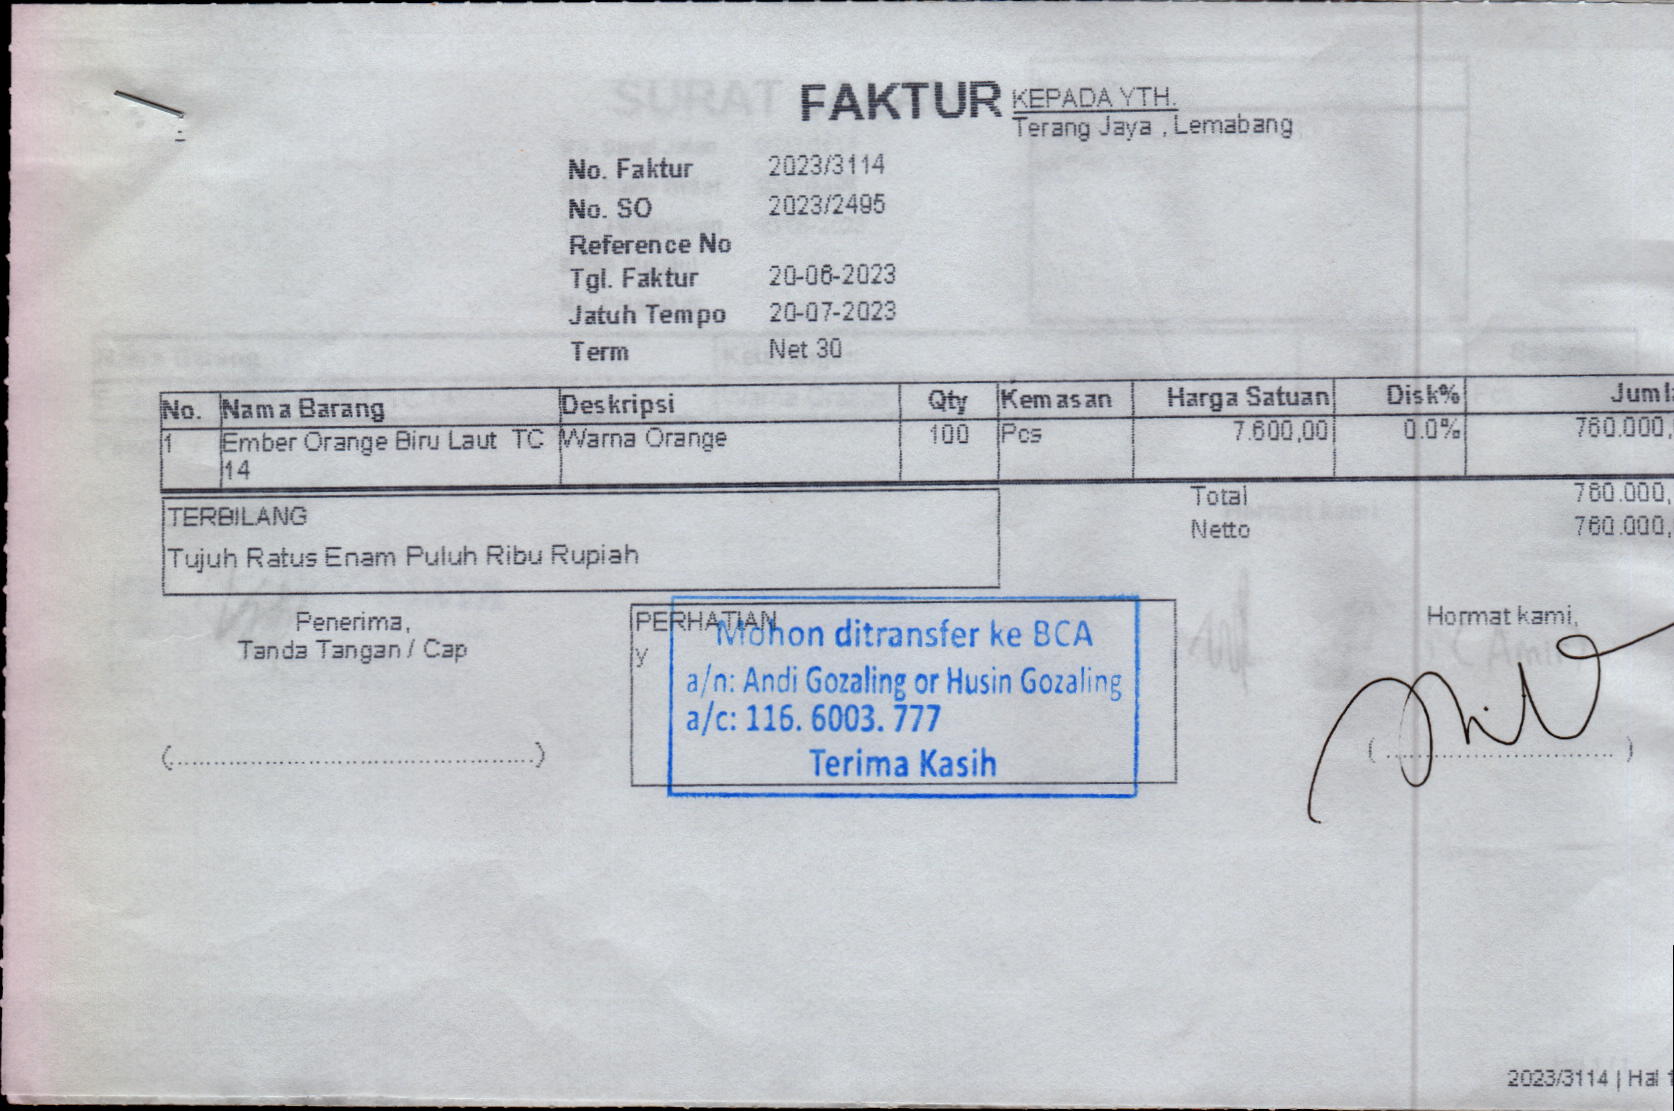 FAKTUR
KEPADA YTH.
Terang Jaya , Lemabang
No. Faktur 2023/3114
No. SO 2023/2495
Reference No
Tgl. Faktur 20-06-2023
Jatuh Tempo 20-07-2023
Term Net 30
No. Nama Barang Deskripsi Qty Kemasan Harga Satuan Disk% Jumla
1 Ember Orange Biru Laut TC 14 Warna Orange 100 Pcs 7.600,00 0.0% 760.000,
Total 760.000,
Netto 760.000,
TERBILANG
Tujuh Ratus Enam Puluh Ribu Rupiah
Penerima,
Tanda Tangan / Cap
(............................................)
PERHATIAN
y
Mohon ditransfer ke BCA
a/n: Andi Gozaling or Husin Gozaling
a/c: 116. 6003. 777
Terima Kasih
Hormat kami,
(............................)
2023/3114 | Hal 1